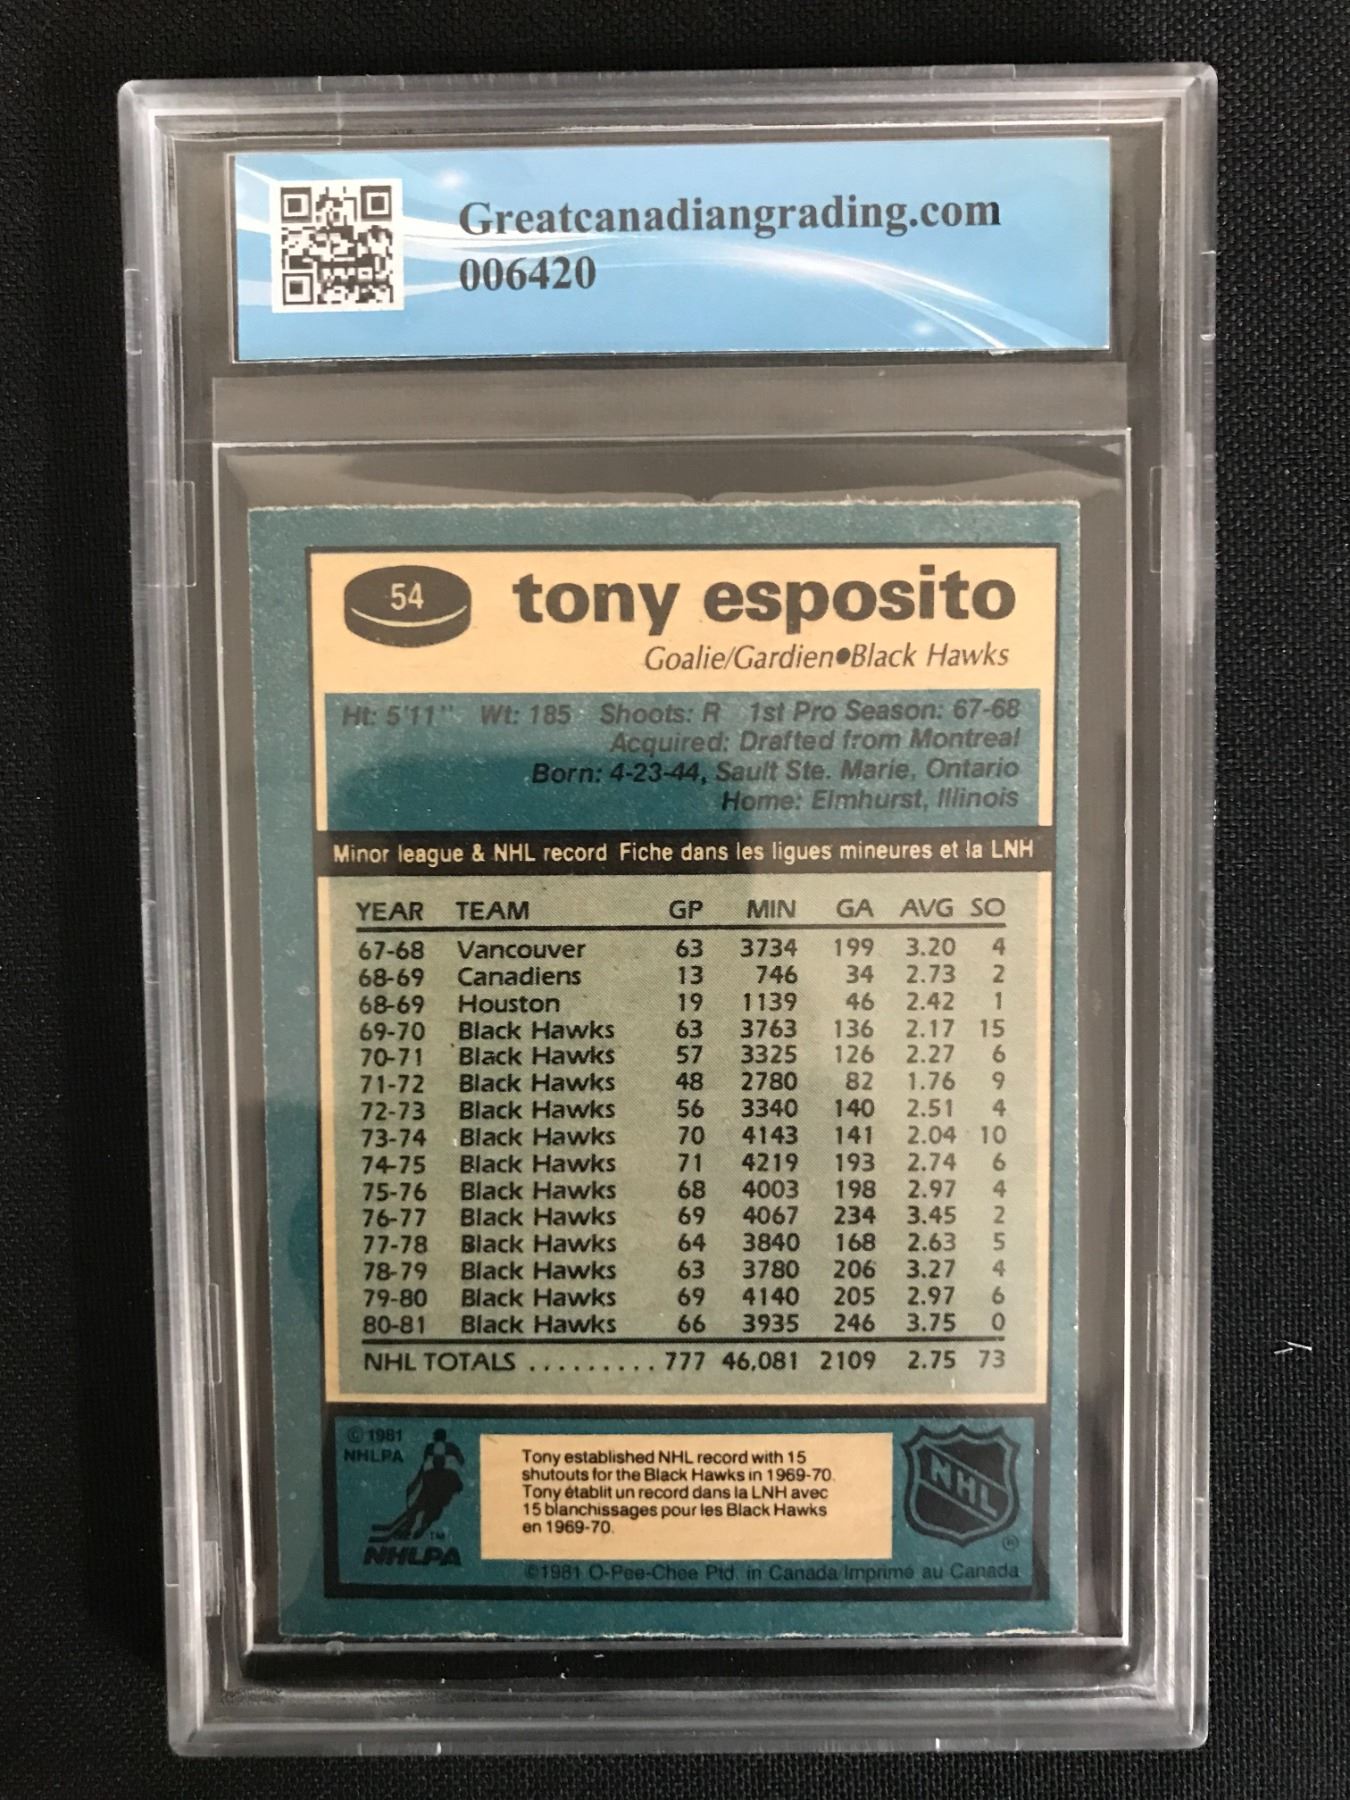 Greatcanadiangrading.com
006420
54
tony esposito
Goalie/Gardien●Black Hawks
Ht: 5'11" Wt: 185 Shoots: R 1st Pro Season: 67-68
Acquired: Drafted from Montreal
Born: 4-23-44, Sault Ste. Marie, Ontario
Home: Elmhurst, Illinois
Minor league & NHL record Fiche dans les ligues mineures et la LNH
YEAR TEAM GP MIN GA AVG SO
67-68 Vancouver 63 3734 199 3.20 4
68-69 Canadiens 13 746 34 2.73 2
68-69 Houston 19 1139 46 2.42 1
69-70 Black Hawks 63 3763 136 2.17 15
70-71 Black Hawks 57 3325 126 2.27 6
71-72 Black Hawks 48 2780 82 1.76 9
72-73 Black Hawks 56 3340 140 2.51 4
73-74 Black Hawks 70 4143 141 2.04 10
74-75 Black Hawks 71 4219 193 2.74 6
75-76 Black Hawks 68 4003 198 2.97 4
76-77 Black Hawks 69 4067 234 3.45 2
77-78 Black Hawks 64 3840 168 2.63 5
78-79 Black Hawks 63 3780 206 3.27 4
79-80 Black Hawks 69 4140 205 2.97 6
80-81 Black Hawks 66 3935 246 3.75 0
NHL TOTALS ......... 777 46,081 2109 2.75 73
© 1981
NHLPA
Tony established NHL record with 15
shutouts for the Black Hawks in 1969-70.
Tony établit un record dans la LNH avec
15 blanchissages pour les Black Hawks
en 1969-70.
NHL
®
TM
NHLPA
©1981 O-Pee-Chee Ptd. in Canada/Imprimé au Canada